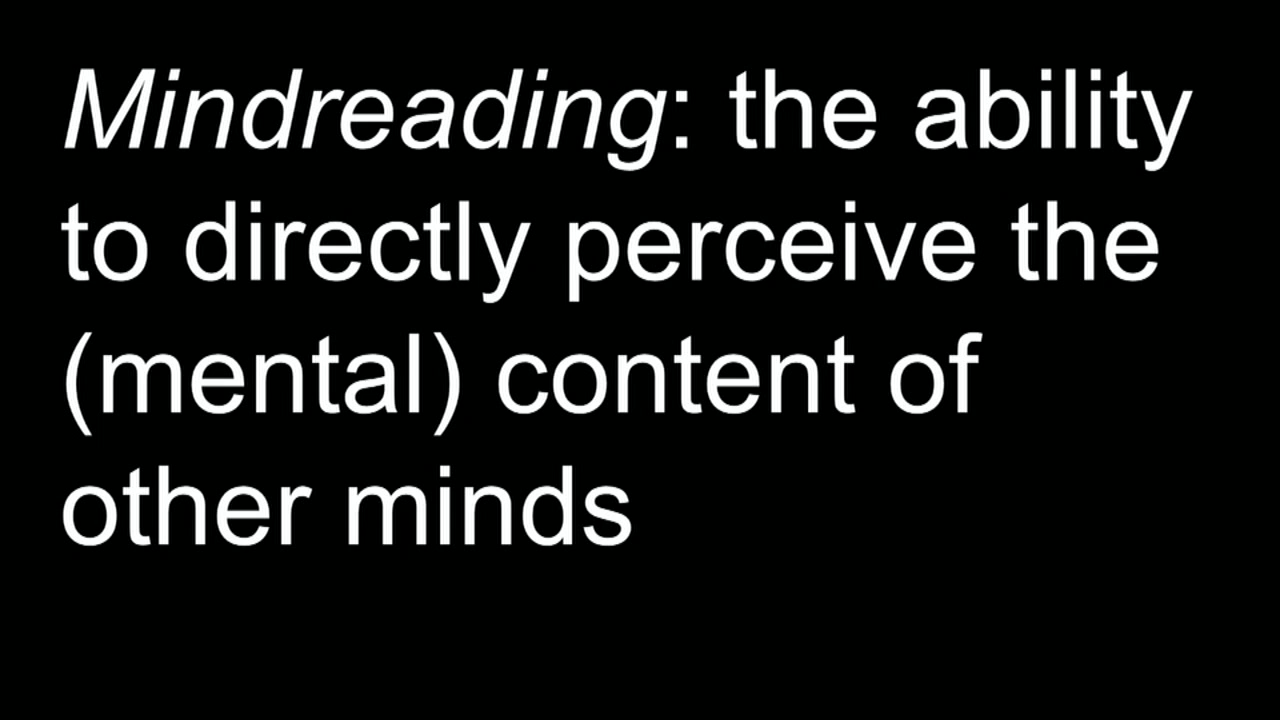 Mindreading: the ability
to directly perceive the
(mental) content of
other minds